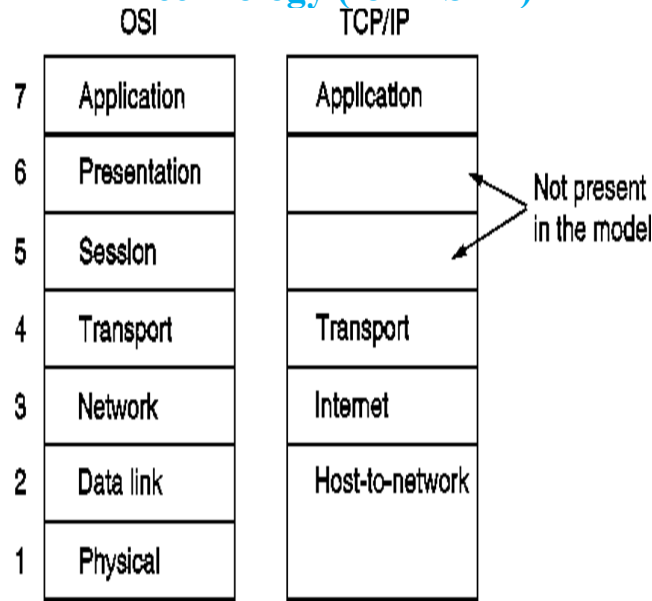 OSI TCP/IP
7 Application Application
6 Presentation
Not present
in the model
5 Session
4 Transport Transport
3 Network Internet
2 Data link Host-to-network
1 Physical